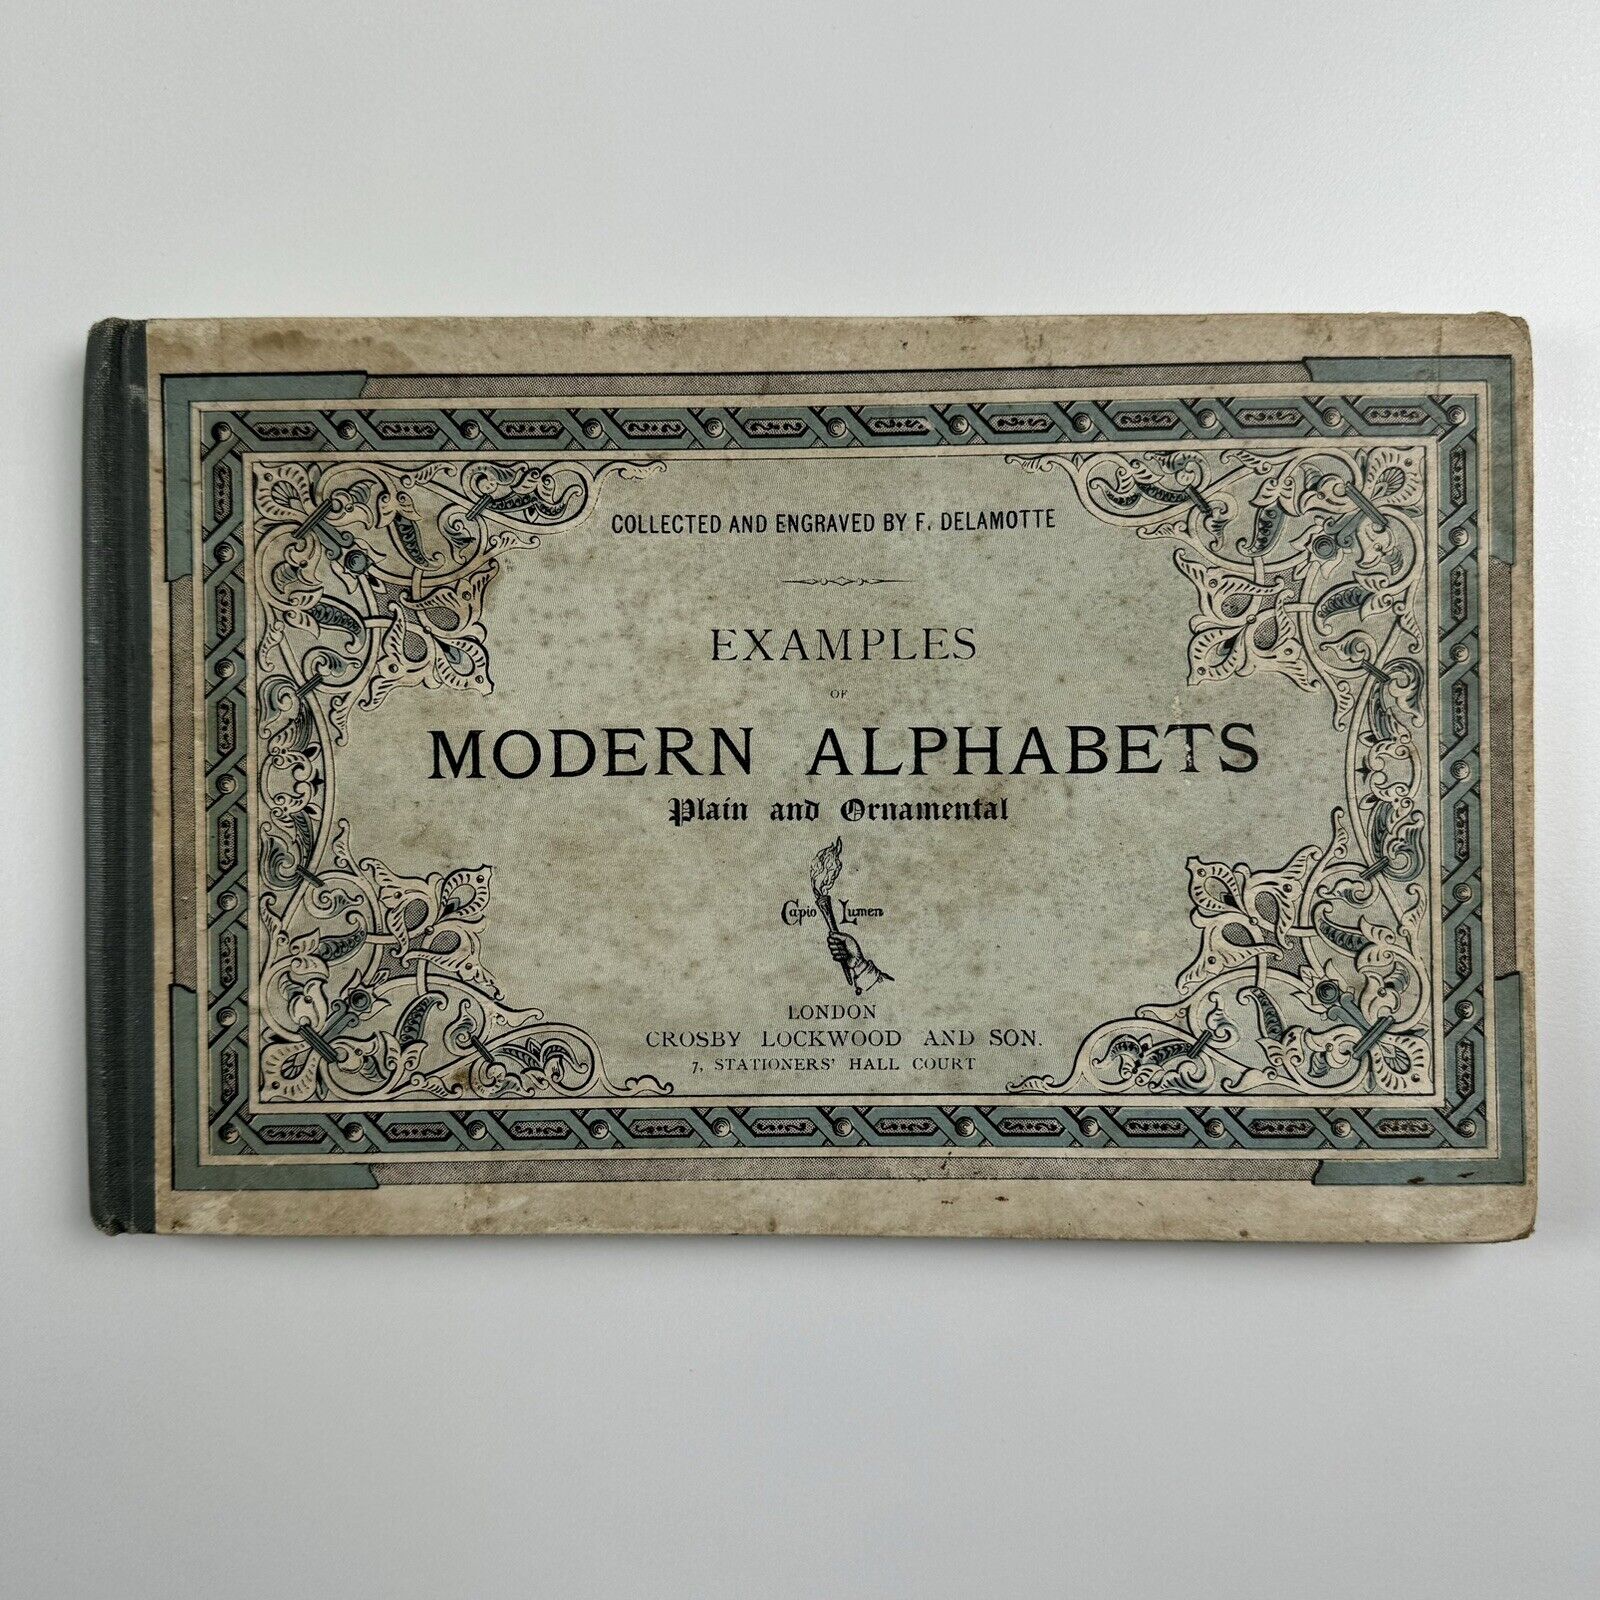 COLLECTED AND ENGRAVED BY F. DELAMOTTE
EXAMPLES
OF
MODERN ALPHABETS
Plain and Ornamental
Capio Lumen
LONDON
CROSBY LOCKWOOD AND SON.
7, STATIONERS' HALL COURT